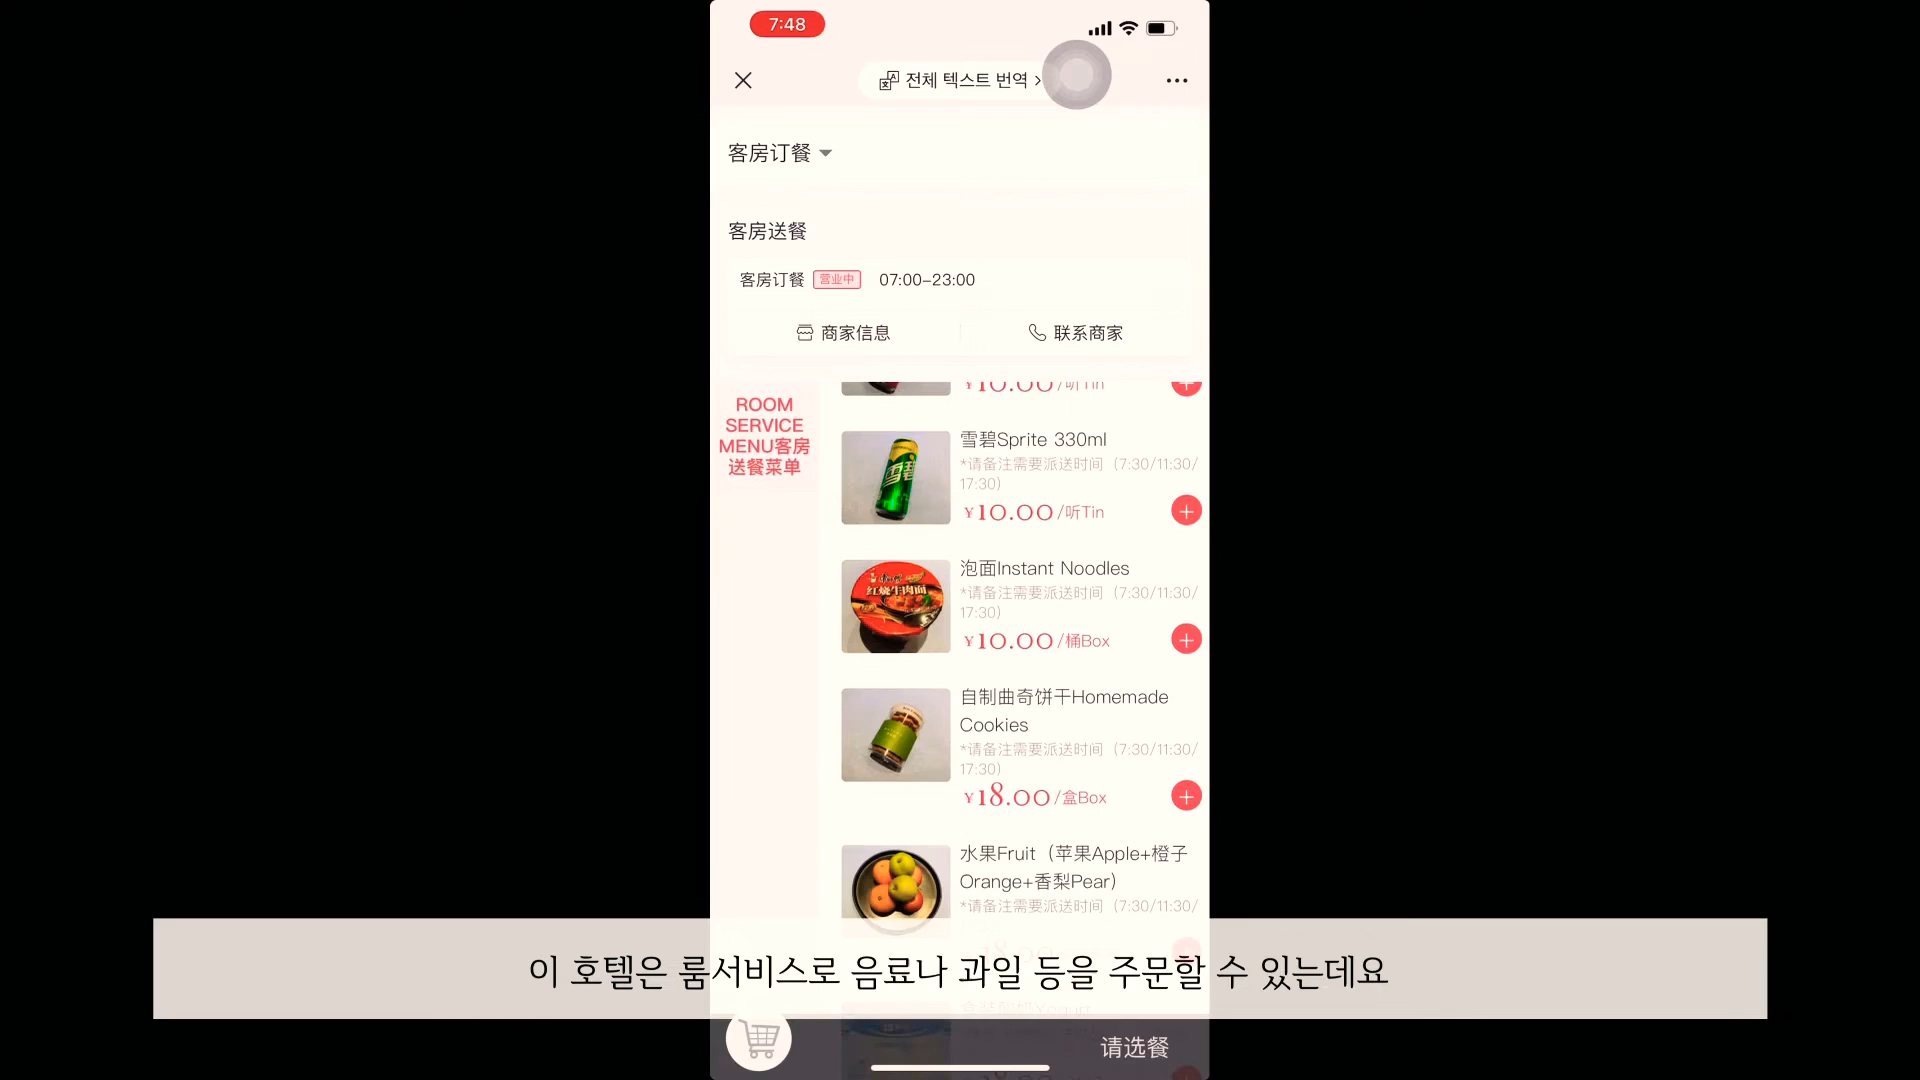 7:48
전체 텍스트 번역 ›
客房订餐
客房送餐
客房订餐 营业中 07:00-23:00
商家信息
联系商家
ROOM
SERVICE
MENU客房
送餐菜单
¥10.00/听Tin
雪碧Sprite 330ml
*请备注需要派送时间（7:30/11:30/
17:30）
¥10.00/听Tin
泡面Instant Noodles
*请备注需要派送时间（7:30/11:30/
17:30）
¥10.00/桶Box
自制曲奇饼干Homemade
Cookies
*请备注需要派送时间（7:30/11:30/
17:30）
¥18.00/盒Box
水果Fruit（苹果Apple+橙子
Orange+香梨Pear）
*请备注需要派送时间（7:30/11:30/
이 호텔은 룸서비스로 음료나 과일 등을 주문할 수 있는데요
请选餐